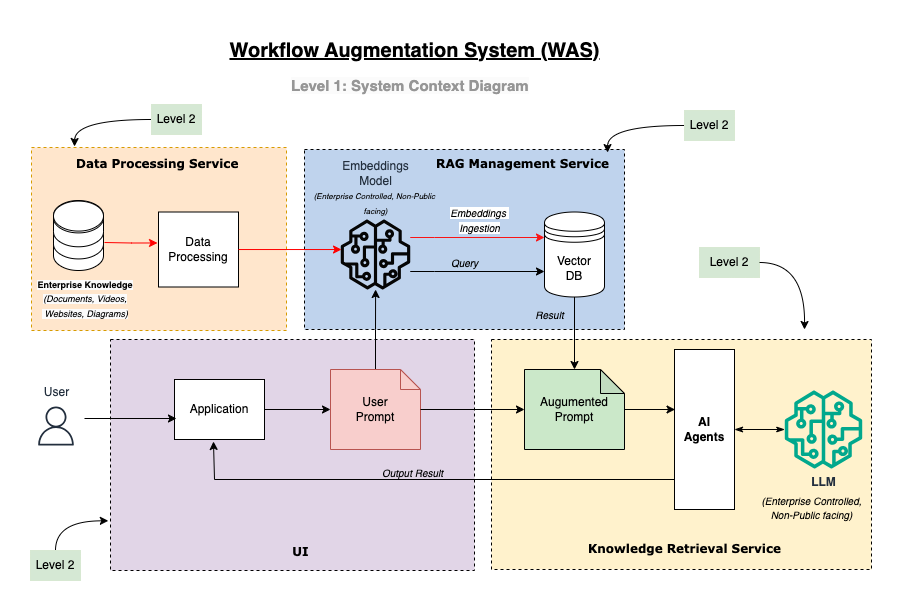 Workflow Augmentation System (WAS)
Level 1: System Context Diagram
Level 2
Level 2
Data Processing Service
Embeddings
Model
(Enterprise Controlled, Non-Public
facing)
RAG Management Service
Data
Processing
Enterprise Knowledge
(Documents, Videos,
Websites, Diagrams)
Embeddings
Ingestion
Query
Vector
DB
Level 2
Result
User
Application
User
Prompt
Augumented
Prompt
AI
Agents
LLM
(Enterprise Controlled,
Non-Public facing)
Output Result
UI
Knowledge Retrieval Service
Level 2